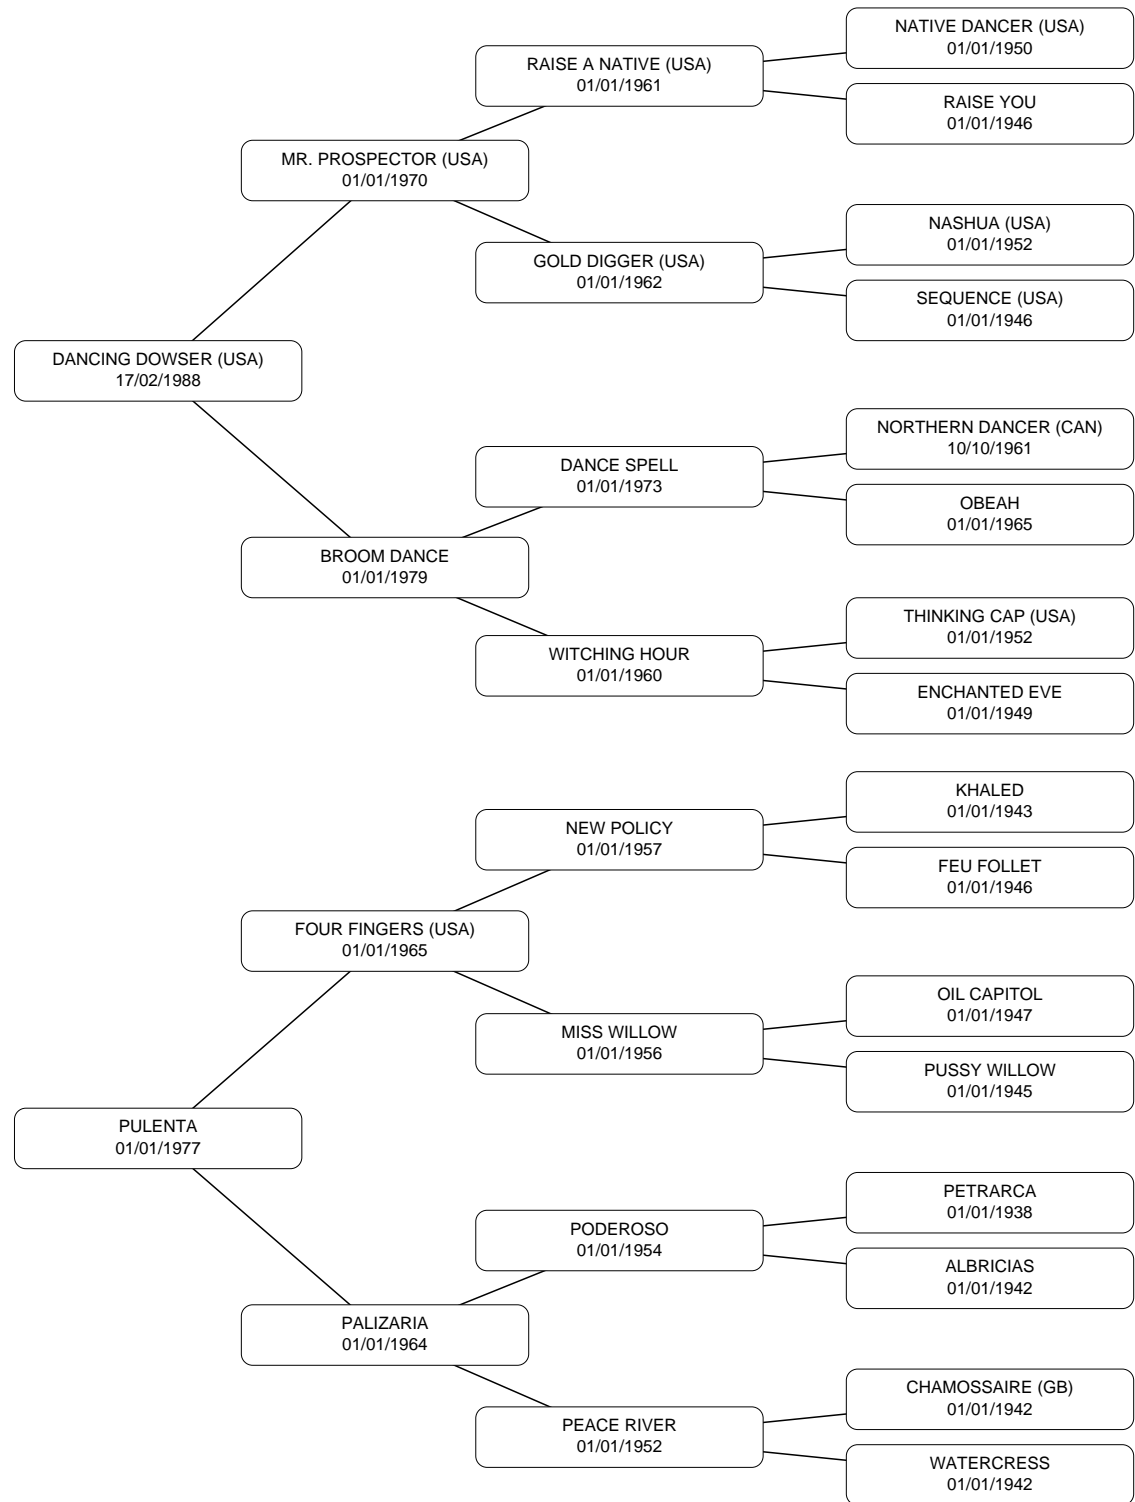 NATIVE DANCER (USA)
01/01/1950
RAISE A NATIVE (USA)
01/01/1961
RAISE YOU
01/01/1946
MR. PROSPECTOR (USA)
01/01/1970
NASHUA (USA)
01/01/1952
GOLD DIGGER (USA)
01/01/1962
SEQUENCE (USA)
01/01/1946
DANCING DOWSER (USA)
17/02/1988
NORTHERN DANCER (CAN)
10/10/1961
DANCE SPELL
01/01/1973
OBEAH
01/01/1965
BROOM DANCE
01/01/1979
THINKING CAP (USA)
01/01/1952
WITCHING HOUR
01/01/1960
ENCHANTED EVE
01/01/1949
KHALED
01/01/1943
NEW POLICY
01/01/1957
FEU FOLLET
01/01/1946
FOUR FINGERS (USA)
01/01/1965
OIL CAPITOL
01/01/1947
MISS WILLOW
01/01/1956
PUSSY WILLOW
01/01/1945
PULENTA
01/01/1977
PETRARCA
01/01/1938
PODEROSO
01/01/1954
ALBRICIAS
01/01/1942
PALIZARIA
01/01/1964
CHAMOSSAIRE (GB)
01/01/1942
PEACE RIVER
01/01/1952
WATERCRESS
01/01/1942